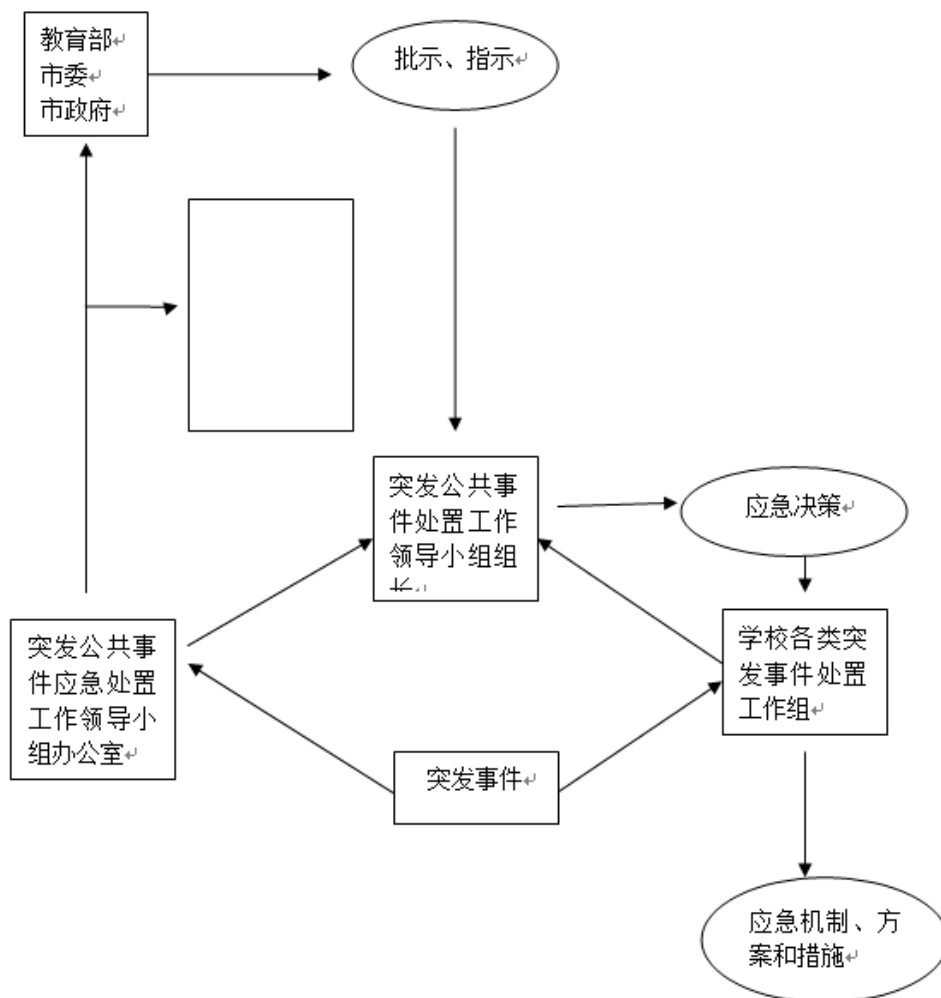 教育部
市委
市政府
批示、指示
突发公共事
件处置工作
领导小组组
长
应急决策
突发公共事
件应急处置
工作领导小
组办公室
学校各类突
发事件处置
工作组
突发事件
应急机制、方
案和措施